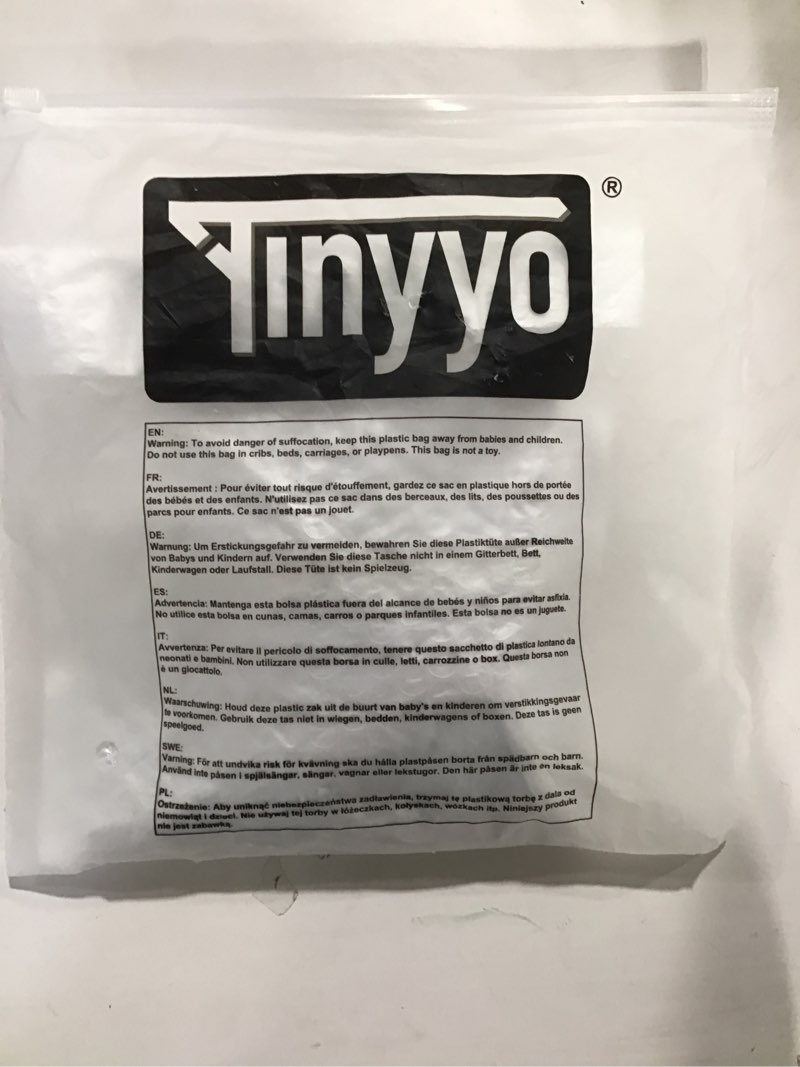 Tinyyo ®
EN:
Warning: To avoid danger of suffocation, keep this plastic bag away from babies and children.
Do not use this bag in cribs, beds, carriages, or playpens. This bag is not a toy.
FR:
Avertissement : Pour éviter tout risque d'étouffement, gardez ce sac en plastique hors de portée
des bébés et des enfants. N'utilisez pas ce sac dans des berceaux, des lits, des poussettes ou des
parcs pour enfants. Ce sac n'est pas un jouet.
DE:
Warnung: Um Erstickungsgefahr zu vermeiden, bewahren Sie diese Plastiktüte außer Reichweite
von Babys und Kindern auf. Verwenden Sie diese Tasche nicht in einem Gitterbett, Bett,
Kinderwagen oder Laufstall. Diese Tüte ist kein Spielzeug.
ES:
Advertencia: Mantenga esta bolsa plástica fuera del alcance de bebés y niños para evitar asfixia.
No utilice esta bolsa en cunas, camas, carros o parques infantiles. Esta bolsa no es un juguete.
IT:
Avvertenza: Per evitare il pericolo di soffocamento, tenere questo sacchetto di plastica lontano da
neonati e bambini. Non utilizzare questa borsa in culle, letti, carrozzine o box. Questa borsa non
è un giocattolo.
NL:
Waarschuwing: Houd deze plastic zak uit de buurt van baby's en kinderen om verstikkingsgevaar
te voorkomen. Gebruik deze tas niet in wiegen, bedden, kinderwagens of boxen. Deze tas is geen
speelgoed.
SWE:
Varning: För att undvika risk för kvävning ska du hålla plastpåsen borta från spädbarn och barn.
Använd inte påsen i spjälsängar, sängar, vagnar eller lekstugor. Den här påsen är inte en leksak.
PL:
Ostrzeżenie: Aby uniknąć niebezpieczeństwa zadławienia, trzymaj tę plastikową torbę z dala od
niemowląt i dzieci. Nie używaj tej torby w łóżeczkach, kołyskach, wózkach itp. Niniejszy produkt
nie jest zabawką.